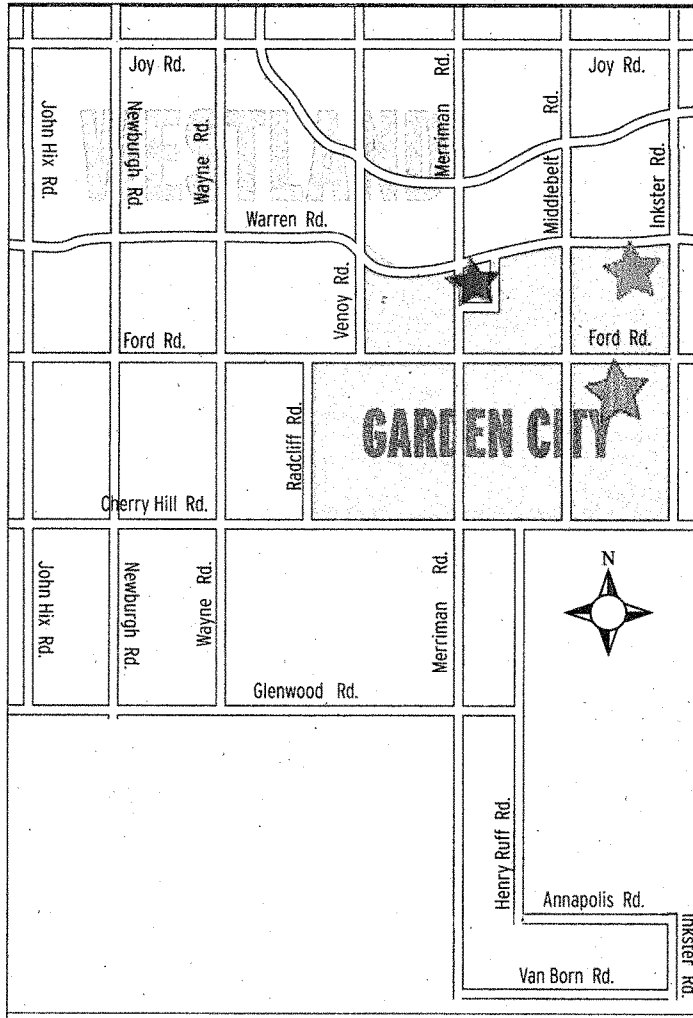 Joy Rd.
Joy Rd.
John Hix Rd.
Newburgh Rd.
Wayne Rd.
WESTLAND
Merriman Rd.
Middlebelt Rd.
Inkster Rd.
Warren Rd.
Venoy Rd.
Ford Rd.
Ford Rd.
Radcliff Rd.
GARDEN CITY
Cherry Hill Rd.
N
John Hix Rd.
Newburgh Rd.
Wayne Rd.
Merriman Rd.
Glenwood Rd.
Henry Ruff Rd.
Annapolis Rd.
Inkster Rd.
Van Born Rd.